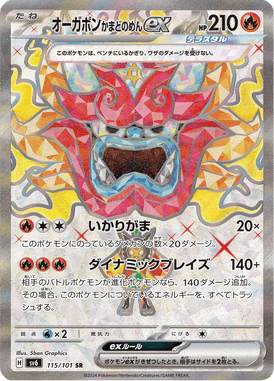 たね オーガポンかまどのめんex HP210
テラスタル
このポケモンは、ベンチにいるかぎり、ワザのダメージを受けない。
いかりがま 20×
このポケモンにのっているダメカンの数×20ダメージ。
ダイナミックブレイズ 140+
相手のバトルポケモンが進化ポケモンなら、140ダメージ追加。
その場合、このポケモンについているエネルギーを、すべてトラッシュする。
弱点 ×2 抵抗力 にげる
exルール
ポケモンexがきぜつしたとき、相手はサイドを2枚とる。
Illus. 5ban Graphics
H sv6 115/101 SR
©2024 Pokémon/Nintendo/Creatures/GAME FREAK.